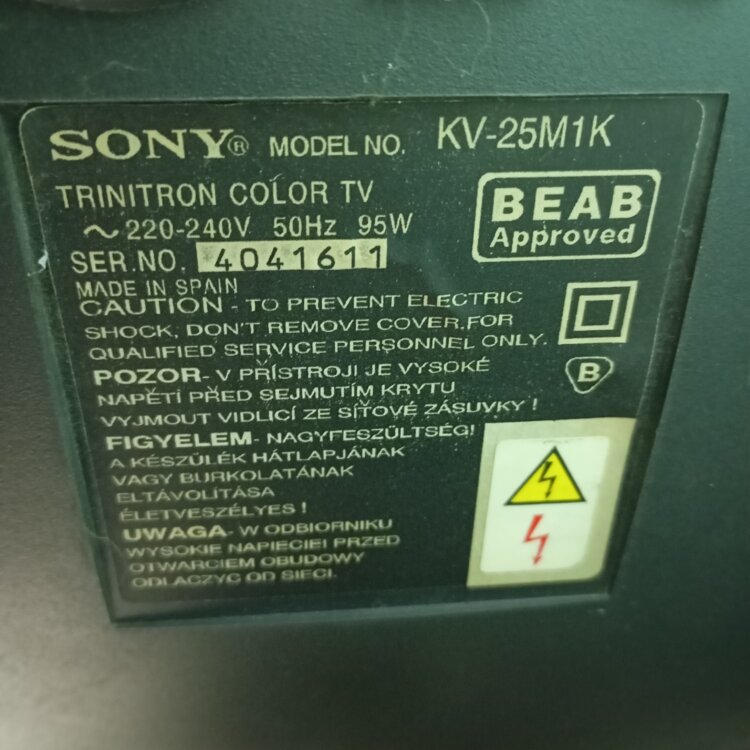 SONY® MODEL NO. KV-25M1K
TRINITRON COLOR TV
~ 220-240V 50Hz 95W
BEAB
Approved
SER.NO. 4041611
MADE IN SPAIN
CAUTION - TO PREVENT ELECTRIC
SHOCK, DON'T REMOVE COVER.FOR
QUALIFIED SERVICE PERSONNEL ONLY.
POZOR- V PŘÍSTROJI JE VYSOKÉ
NAPĚTÍ PŘED SEJMUTÍM KRYTU
VYJMOUT VIDLICI ZE SÍŤOVÉ ZÁSUVKY !
B
FIGYELEM- NAGYFESZÜLTSÉG!
A KÉSZÜLÉK HÁTLAPJÁNAK
VAGY BURKOLATÁNAK
ELTÁVOLÍTÁSA
ÉLETVESZÉLYES !
UWAGA- W ODBIORNIKU
WYSOKIE NAPIECIEI PRZED
OTWARCIEM OBUDOWY
ODLACZYC OD SIECI.